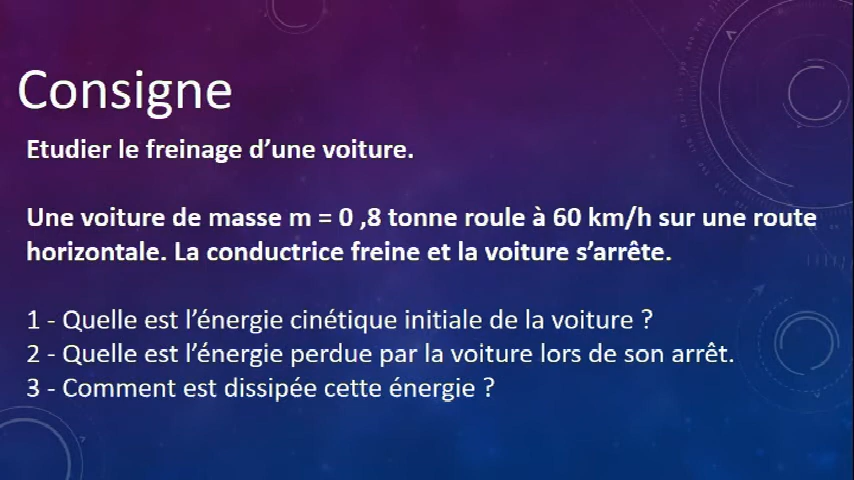 Consigne
Etudier le freinage d’une voiture.
Une voiture de masse m = 0 ,8 tonne roule à 60 km/h sur une route
horizontale. La conductrice freine et la voiture s’arrête.
1 - Quelle est l’énergie cinétique initiale de la voiture ?
2 - Quelle est l’énergie perdue par la voiture lors de son arrêt.
3 - Comment est dissipée cette énergie ?